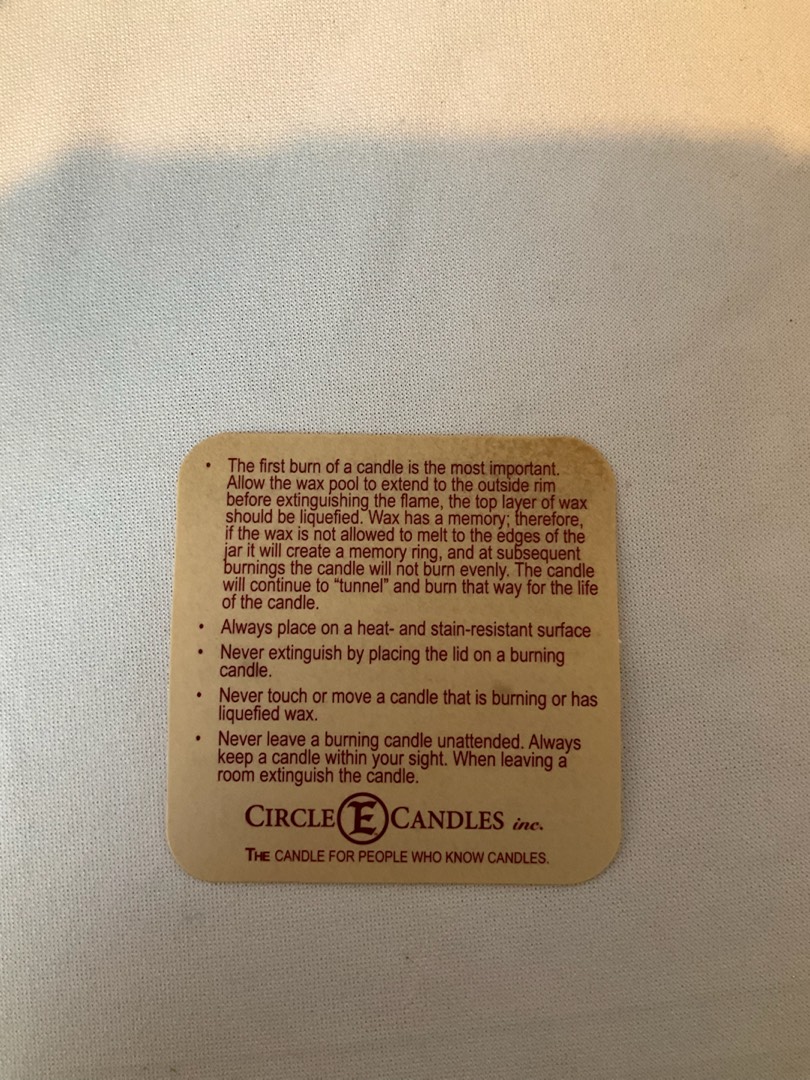 • The first burn of a candle is the most important.
Allow the wax pool to extend to the outside rim
before extinguishing the flame, the top layer of wax
should be liquefied. Wax has a memory; therefore,
if the wax is not allowed to melt to the edges of the
jar it will create a memory ring, and at subsequent
burnings the candle will not burn evenly. The candle
will continue to “tunnel” and burn that way for the life
of the candle.
• Always place on a heat- and stain-resistant surface
• Never extinguish by placing the lid on a burning
candle.
• Never touch or move a candle that is burning or has
liquefied wax.
• Never leave a burning candle unattended. Always
keep a candle within your sight. When leaving a
room extinguish the candle.
CIRCLE E CANDLES inc.
THE CANDLE FOR PEOPLE WHO KNOW CANDLES.